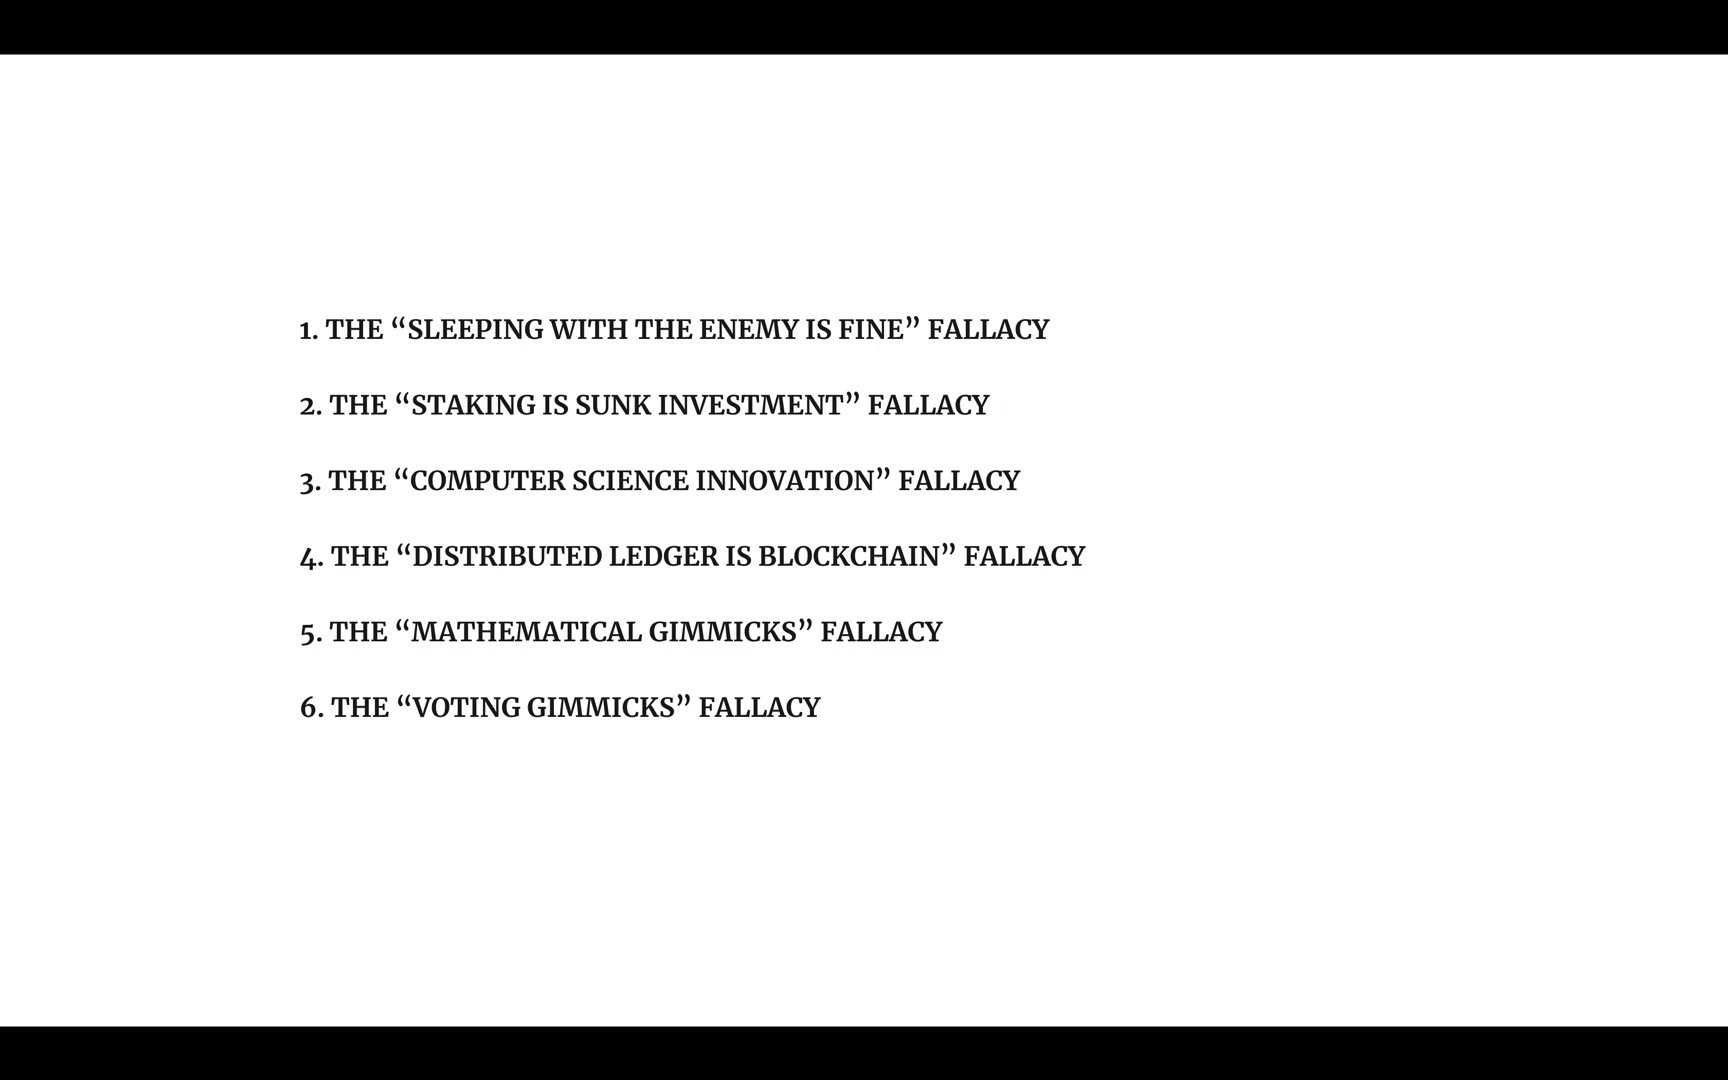 1. THE “SLEEPING WITH THE ENEMY IS FINE” FALLACY
2. THE “STAKING IS SUNK INVESTMENT” FALLACY
3. THE “COMPUTER SCIENCE INNOVATION” FALLACY
4. THE “DISTRIBUTED LEDGER IS BLOCKCHAIN” FALLACY
5. THE “MATHEMATICAL GIMMICKS” FALLACY
6. THE “VOTING GIMMICKS” FALLACY